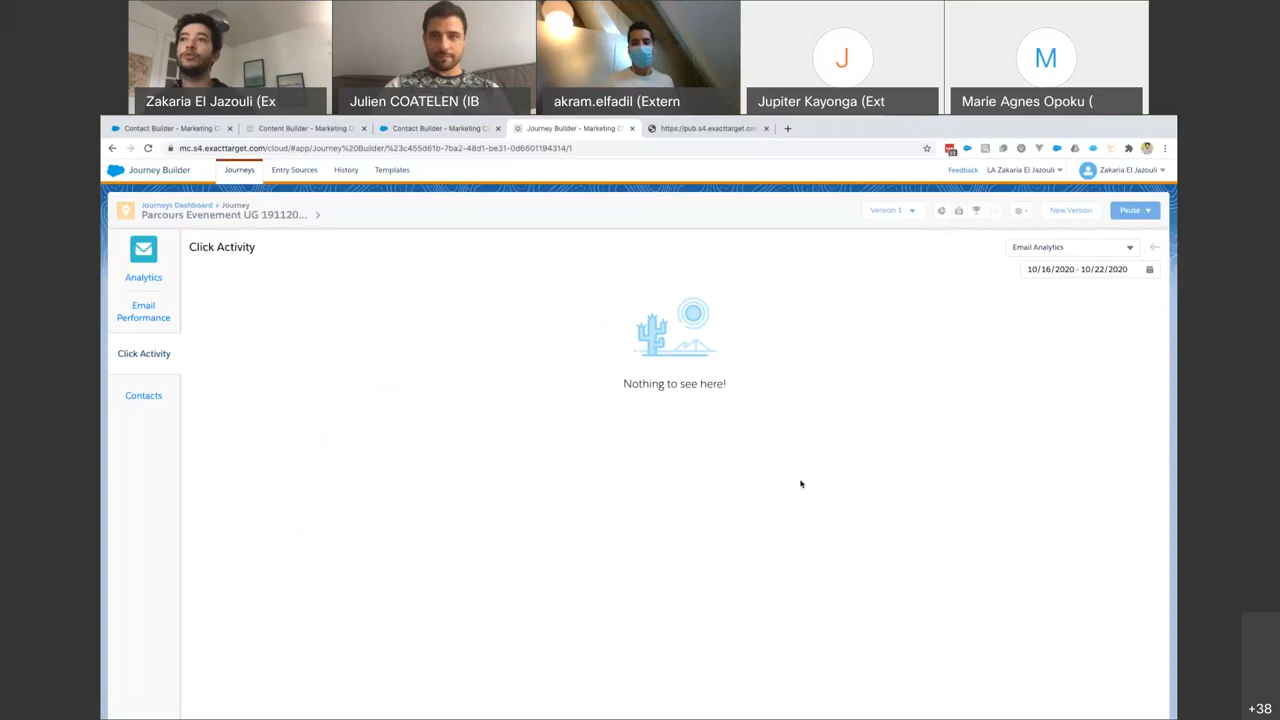 Zakaria El Jazouli (Ex
Julien COATELEN (IB
akram.elfadil (Extern
J
Jupiter Kayonga (Ext
M
Marie Agnes Opoku (
Contact Builder - Marketing C
Content Builder - Marketing C
Contact Builder - Marketing C
Journey Builder - Marketing C
https://pub.s4.exacttarget.co
mc.s4.exacttarget.com/cloud/#app/Journey%20Builder/%23c455d61b-7ba2-48d1-be31-0d6601194314/1
Journey Builder
Journeys
Entry Sources
History
Templates
Feedback
LA Zakaria El Jazouli
Zakaria El Jazouli
Journeys Dashboard > Journey
Parcours Evenement UG 191120...
Version 1
New Version
Pause
Analytics
Email
Performance
Click Activity
Contacts
Click Activity
Email Analytics
10/16/2020 - 10/22/2020
Nothing to see here!
+38